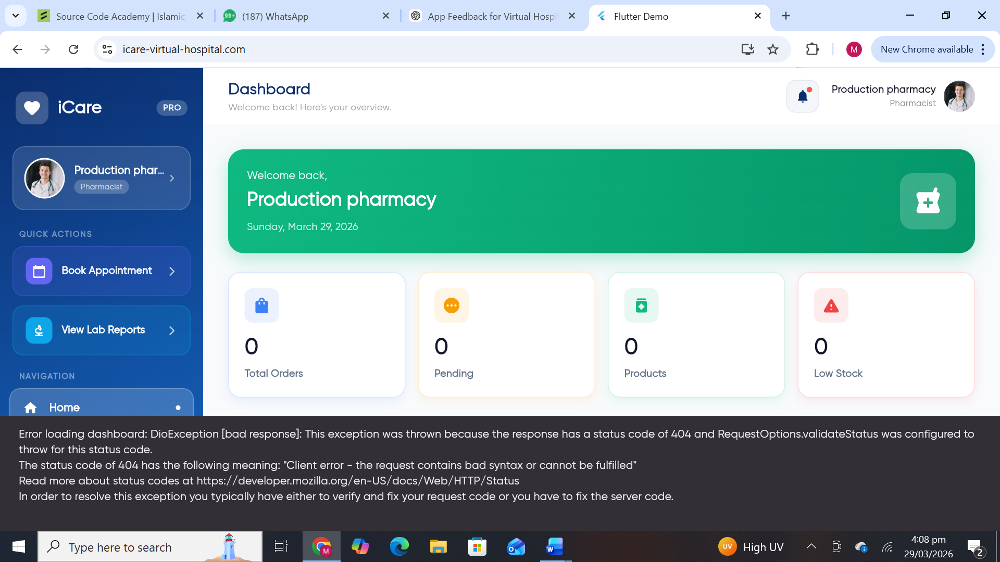 Source Code Academy | Islamic
99+
(187) WhatsApp
App Feedback for Virtual Hospi
Flutter Demo
icare-virtual-hospital.com
M
New Chrome available
iCare
PRO
Production phar...
Pharmacist
QUICK ACTIONS
Book Appointment
View Lab Reports
NAVIGATION
Home
Dashboard
Welcome back! Here's your overview.
Production pharmacy
Pharmacist
Welcome back,
Production pharmacy
Sunday, March 29, 2026
0
Total Orders
0
Pending
0
Products
0
Low Stock
Error loading dashboard: DioException [bad response]: This exception was thrown because the response has a status code of 404 and RequestOptions.validateStatus was configured to
throw for this status code.
The status code of 404 has the following meaning: "Client error - the request contains bad syntax or cannot be fulfilled"
Read more about status codes at https://developer.mozilla.org/en-US/docs/Web/HTTP/Status
In order to resolve this exception you typically have either to verify and fix your request code or you have to fix the server code.
Type here to search
M
UV
High UV
4:08 pm
29/03/2026
2